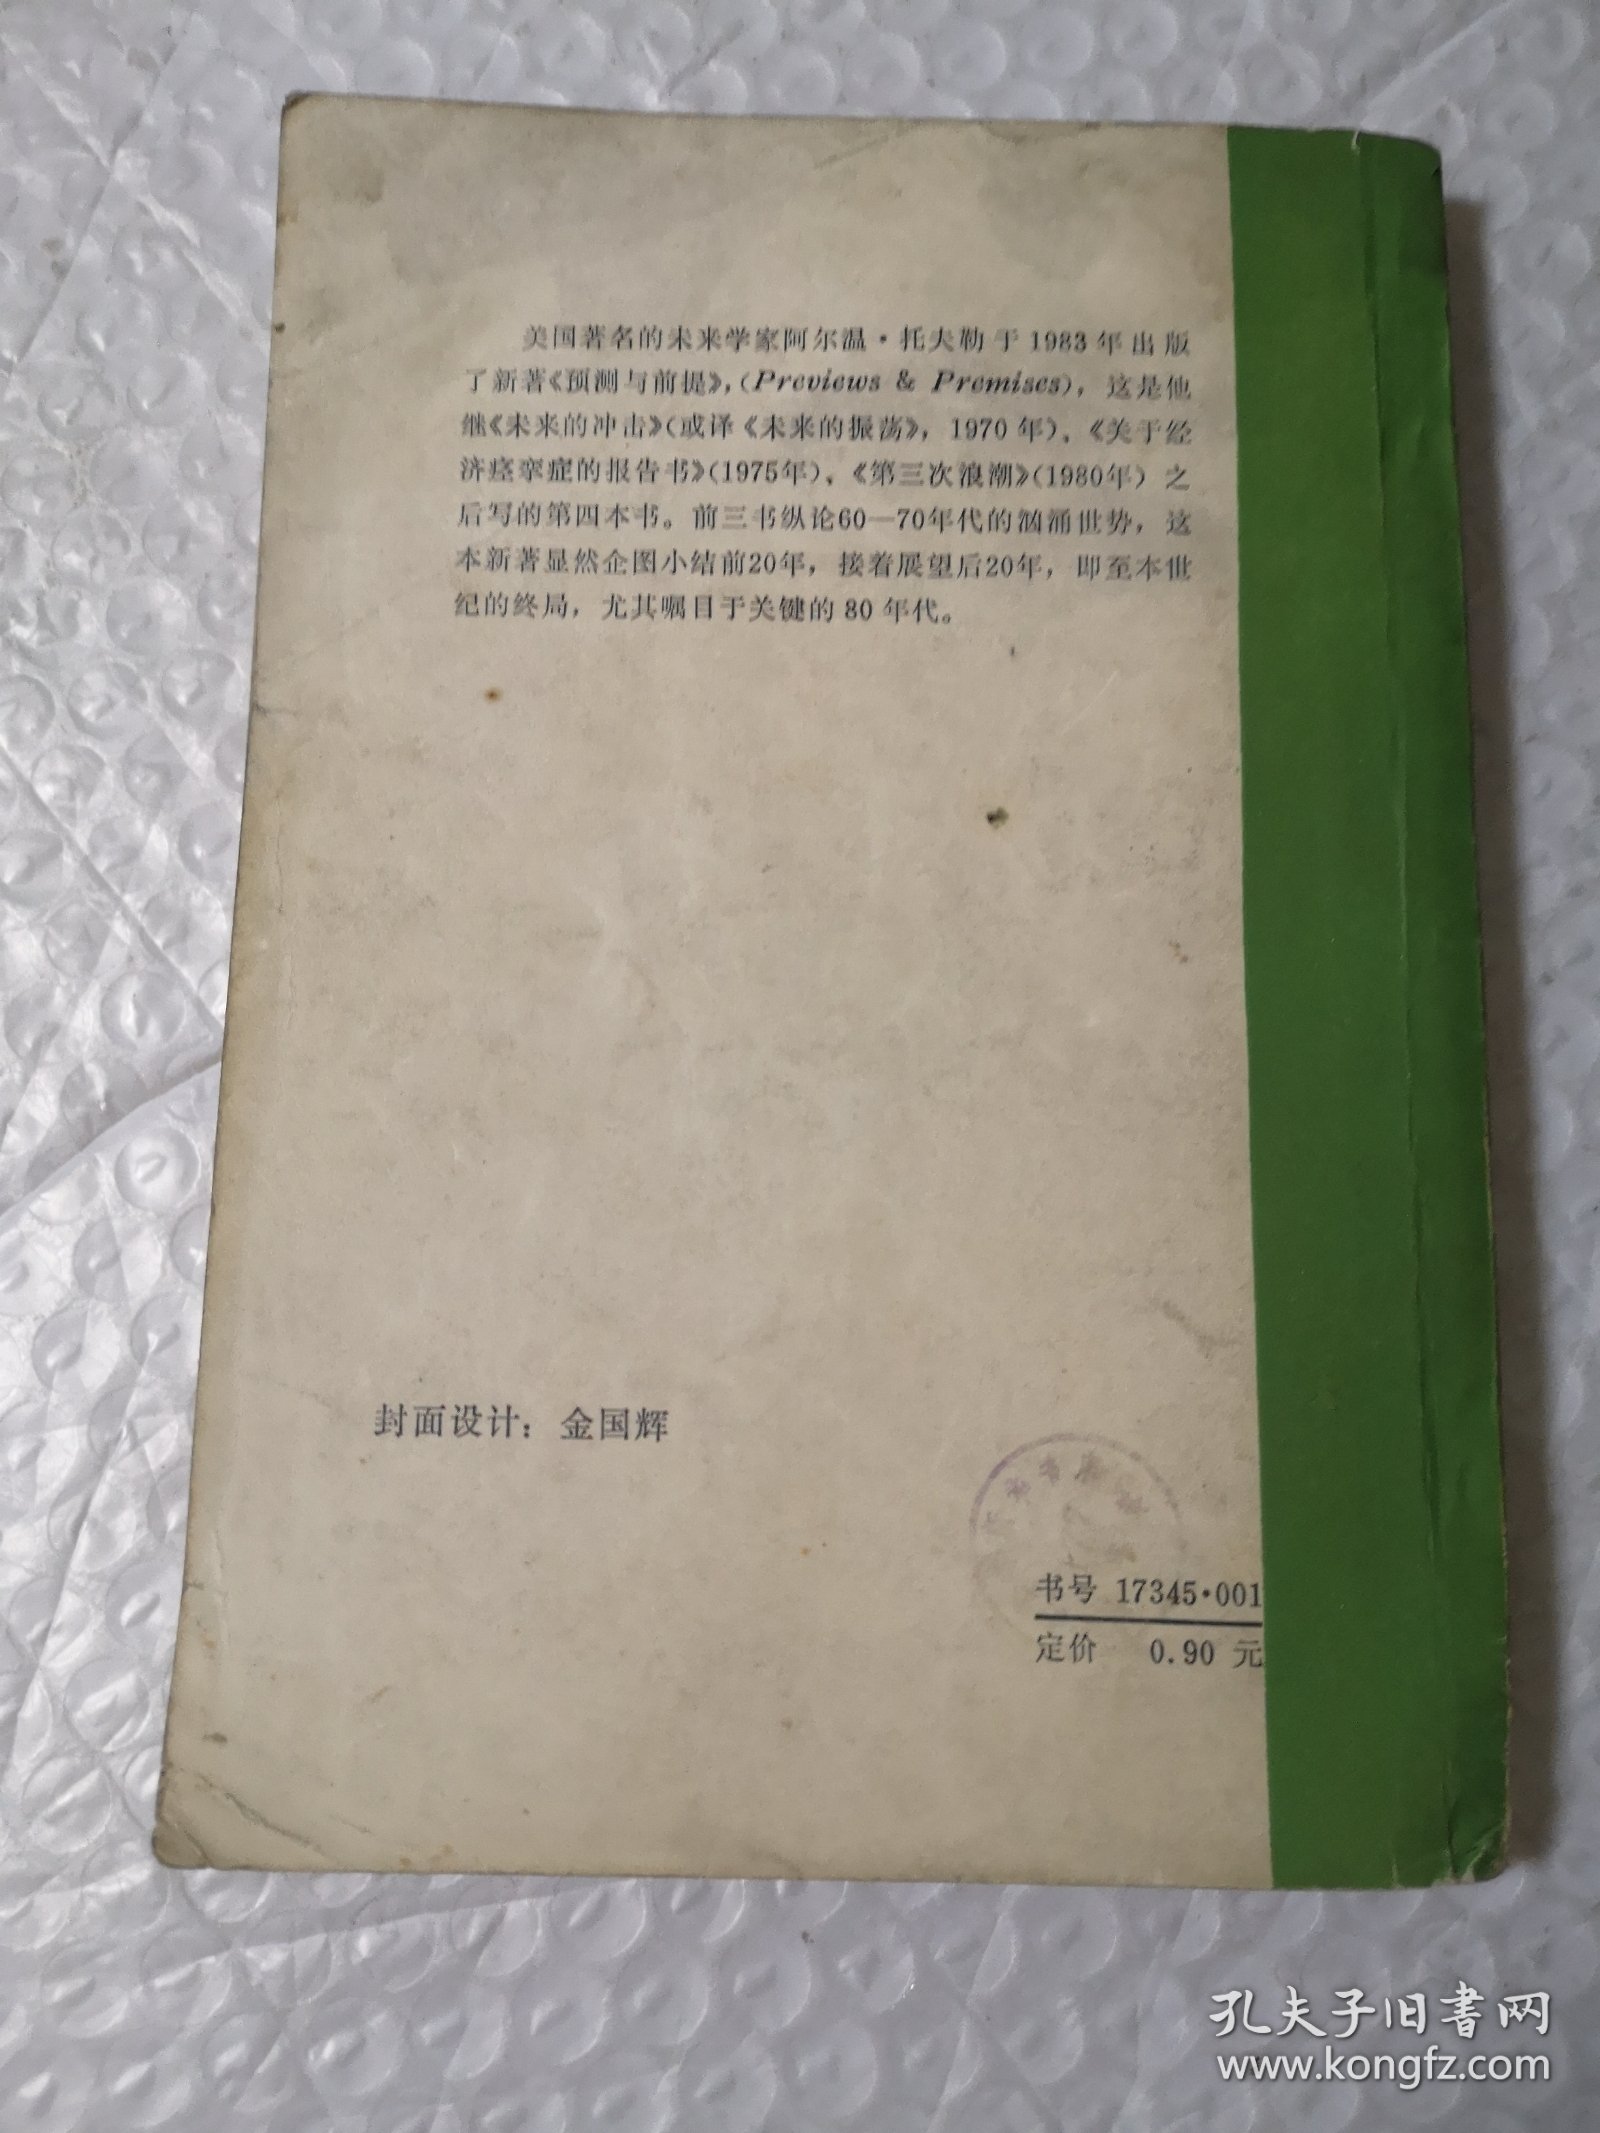 美国著名的未来学家阿尔温·托夫勒于1983年出版
了新著《预测与前提》，(Previews & Premises)，这是他
继《未来的冲击》(或译《未来的振荡》，1970年)、《关于经
济痉挛症的报告书》(1975年)、《第三次浪潮》(1980年)之
后写的第四本书。前三书纵论60—70年代的汹涌世势，这
本新著显然企图小结前20年，接着展望后20年，即至本世
纪的终局，尤其嘱目于关键的80年代。
封面设计：金国辉
书号 17345·001
定价 0.90 元
孔夫子旧书网
www.kongfz.com